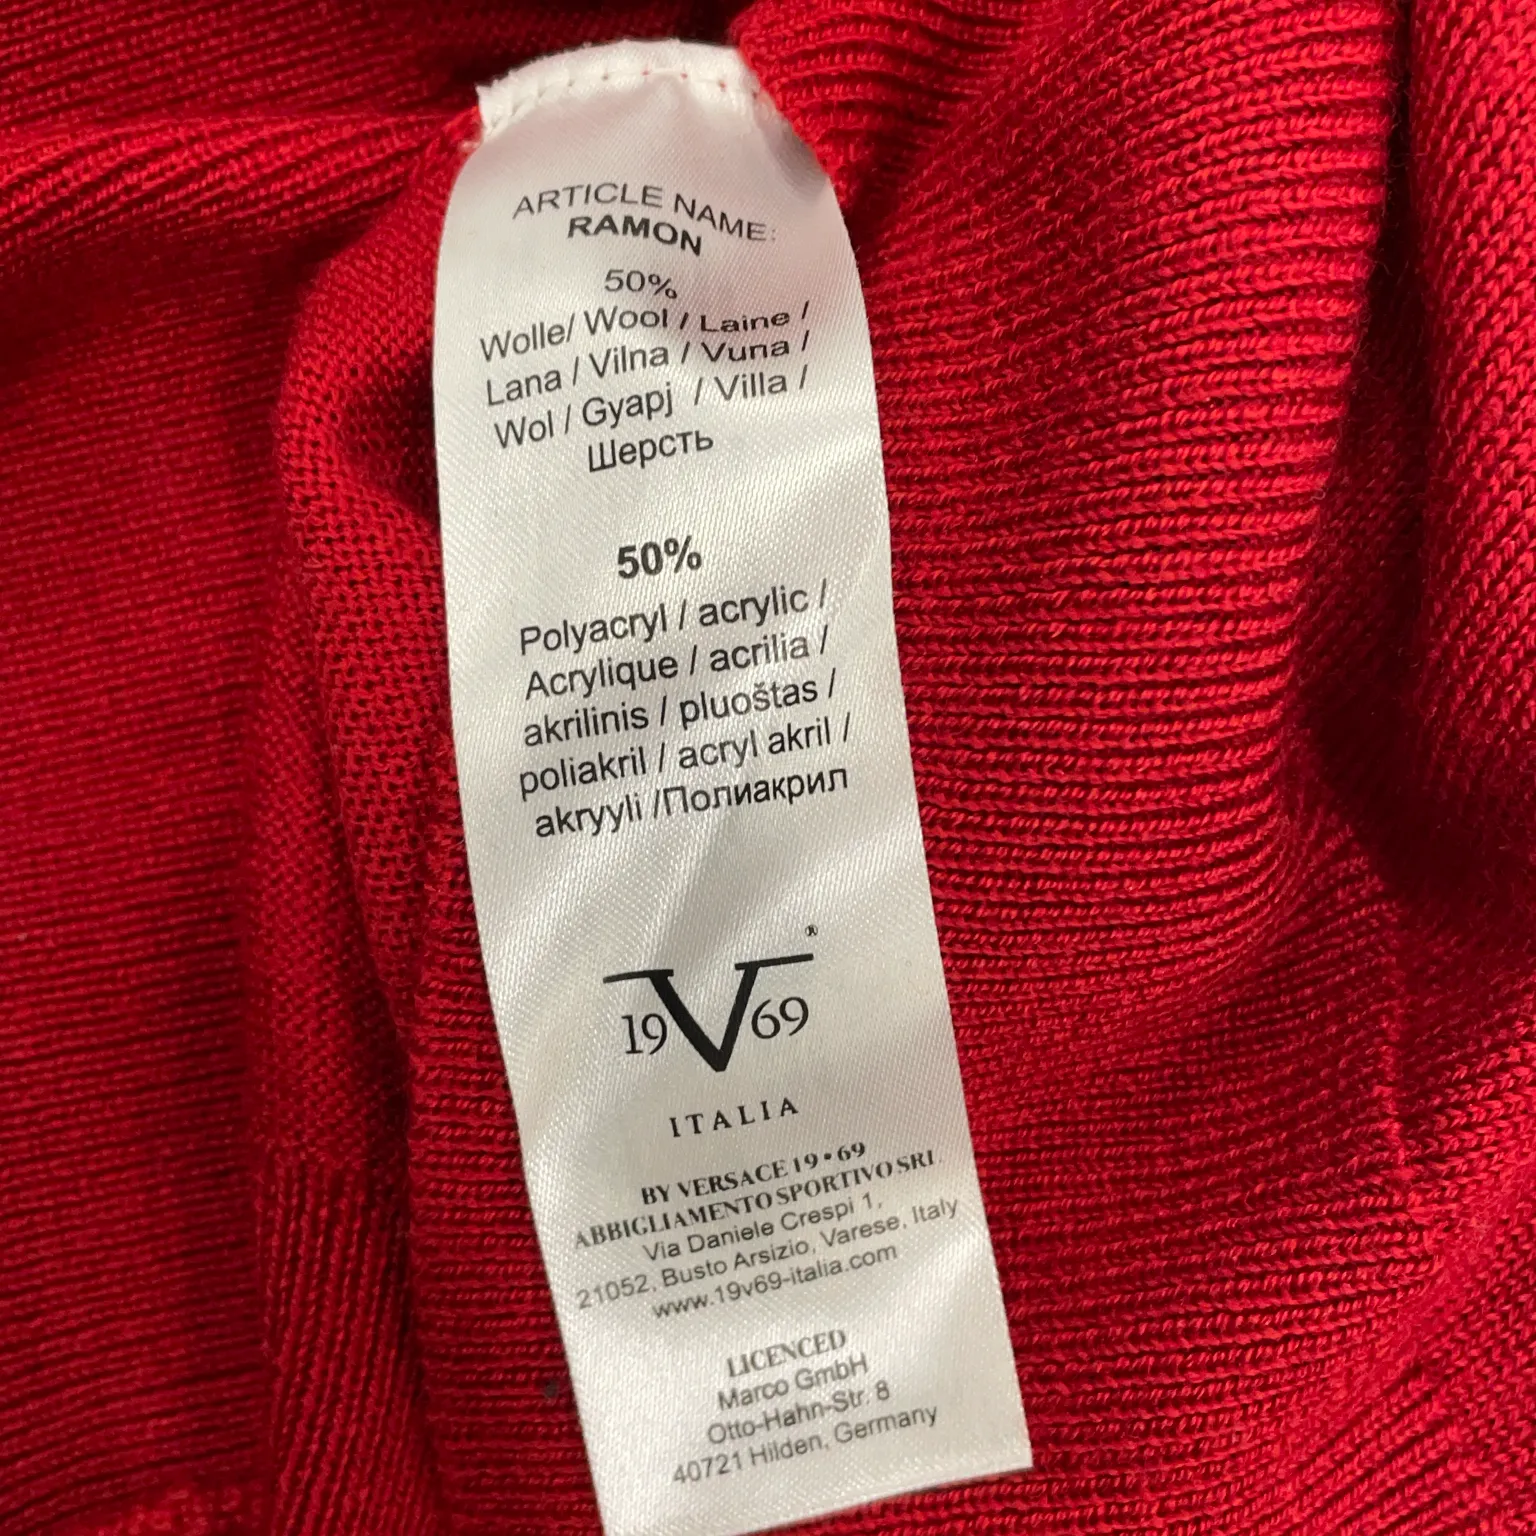 ARTICLE NAME:
RAMON
50%
Wolle/ Wool / Laine /
Lana / Vilna / Vuna /
Wol / Gyapj / Villa /
Шерсть
50%
Polyacryl / acrylic /
Acrylique / acrilia /
akrilinis / pluoštas /
poliakril / acryl akril /
akryyli /Полиакрил
®
19V69
ITALIA
BY VERSACE 19•69
ABBIGLIAMENTO SPORTIVO SRL.
Via Daniele Crespi 1,
21052, Busto Arsizio, Varese, Italy
www.19v69-italia.com
LICENCED
Marco GmbH
Otto-Hahn-Str. 8
40721 Hilden, Germany